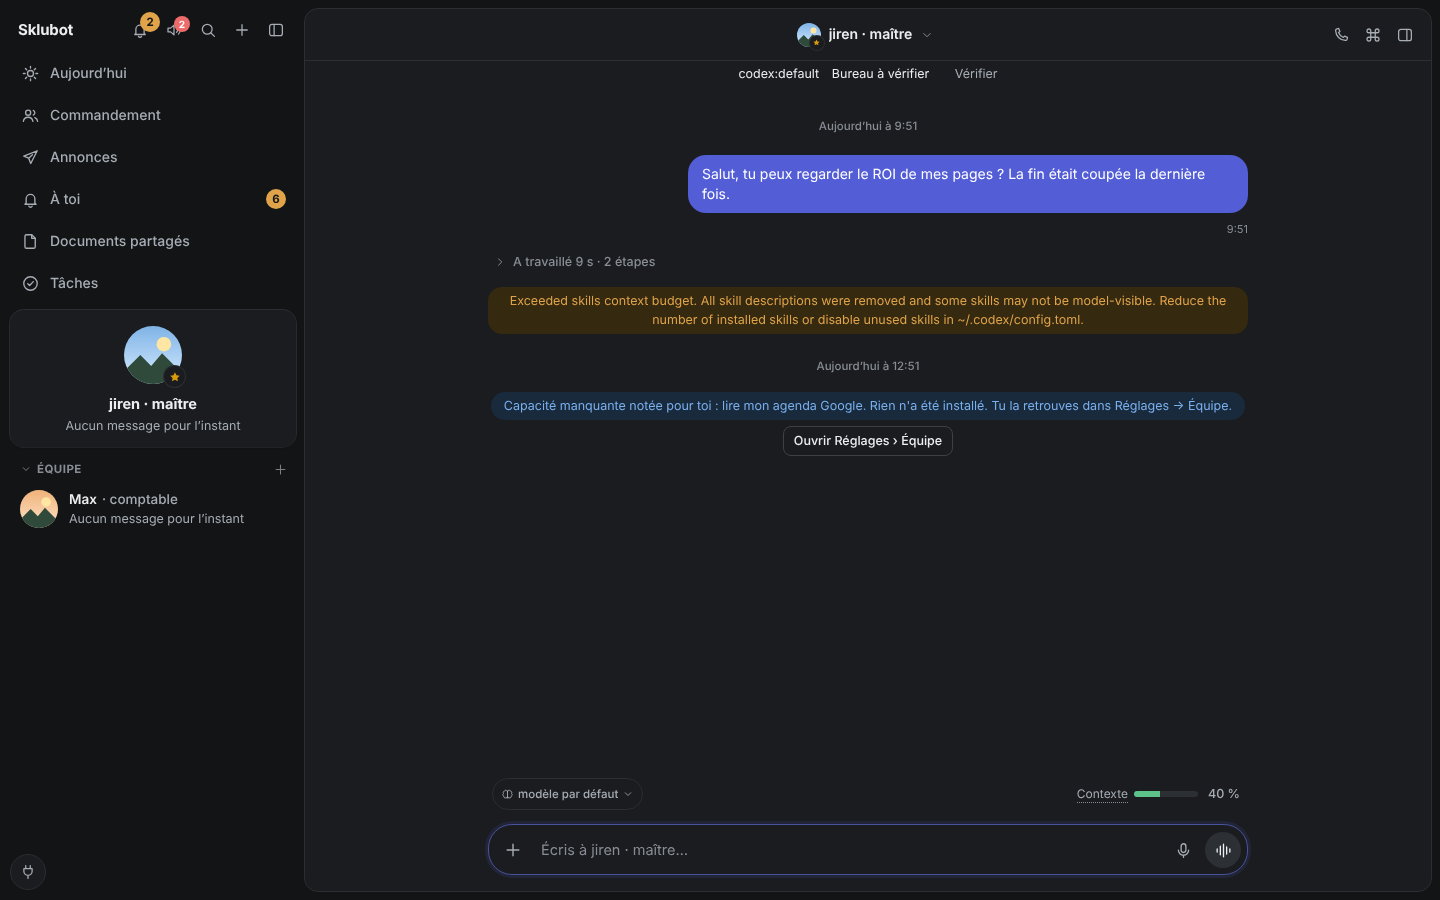 Sklubot
2
2
Aujourd’hui
Commandement
Annonces
À toi
6
Documents partagés
Tâches
jiren · maître
Aucun message pour l’instant
ÉQUIPE
Max · comptable
Aucun message pour l’instant
jiren · maître
codex:default Bureau à vérifier Vérifier
Aujourd’hui à 9:51
Salut, tu peux regarder le ROI de mes pages ? La fin était coupée la dernière
fois.
9:51
A travaillé 9 s · 2 étapes
Exceeded skills context budget. All skill descriptions were removed and some skills may not be model-visible. Reduce the
number of installed skills or disable unused skills in ~/.codex/config.toml.
Aujourd’hui à 12:51
Capacité manquante notée pour toi : lire mon agenda Google. Rien n'a été installé. Tu la retrouves dans Réglages → Équipe.
Ouvrir Réglages › Équipe
modèle par défaut
Contexte 40 %
Écris à jiren · maître...